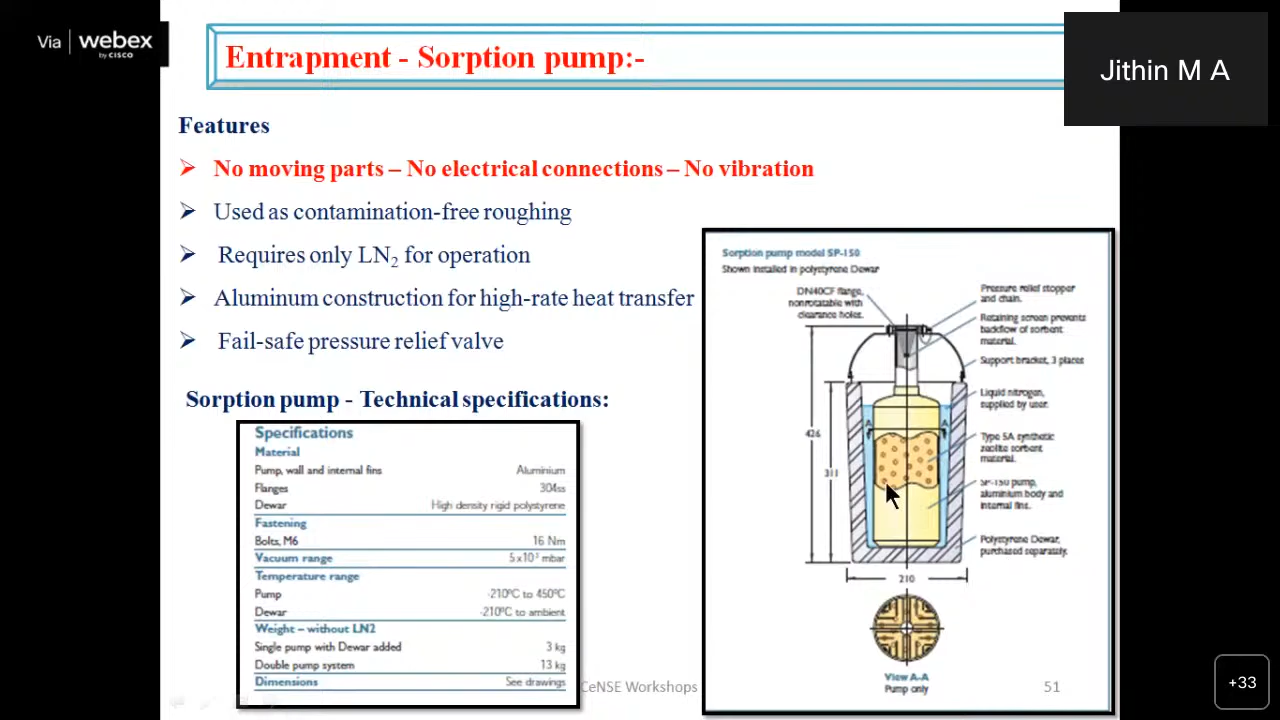 Via webex
by CISCO
Entrapment - Sorption pump:-
Jithin M A
Features
➢ No moving parts – No electrical connections – No vibration
➢ Used as contamination-free roughing
➢ Requires only LN2 for operation
➢ Aluminum construction for high-rate heat transfer
➢ Fail-safe pressure relief valve
Sorption pump - Technical specifications:
Specifications
Material
Pump, wall and internal fins Aluminium
Flanges 304ss
Dewar High density rigid polystyrene
Fastening
Bolts, M6 16 Nm
Vacuum range 5x10⁻³ mbar
Temperature range
Pump -210ºC to 450ºC
Dewar -210ºC to ambient
Weight – without LN2
Single pump with Dewar added 3 kg
Double pump system 13 kg
Dimensions See drawings
Sorption pump model SP-150
Shown installed in polystyrene Dewar
DN40CF flange,
nonrotatable with
clearance holes.
Pressure relief stopper
and chain.
Retaining screen prevents
backflow of sorbent
material.
Support bracket, 3 places
Liquid nitrogen,
supplied by user.
Type 5A synthetic
zeolite sorbent
material.
SP-150 pump,
aluminium body and
internal fins.
Polystyrene Dewar,
purchased separately.
A A
426
311
210
View A-A
Pump only
CeNSE Workshops
51
+33